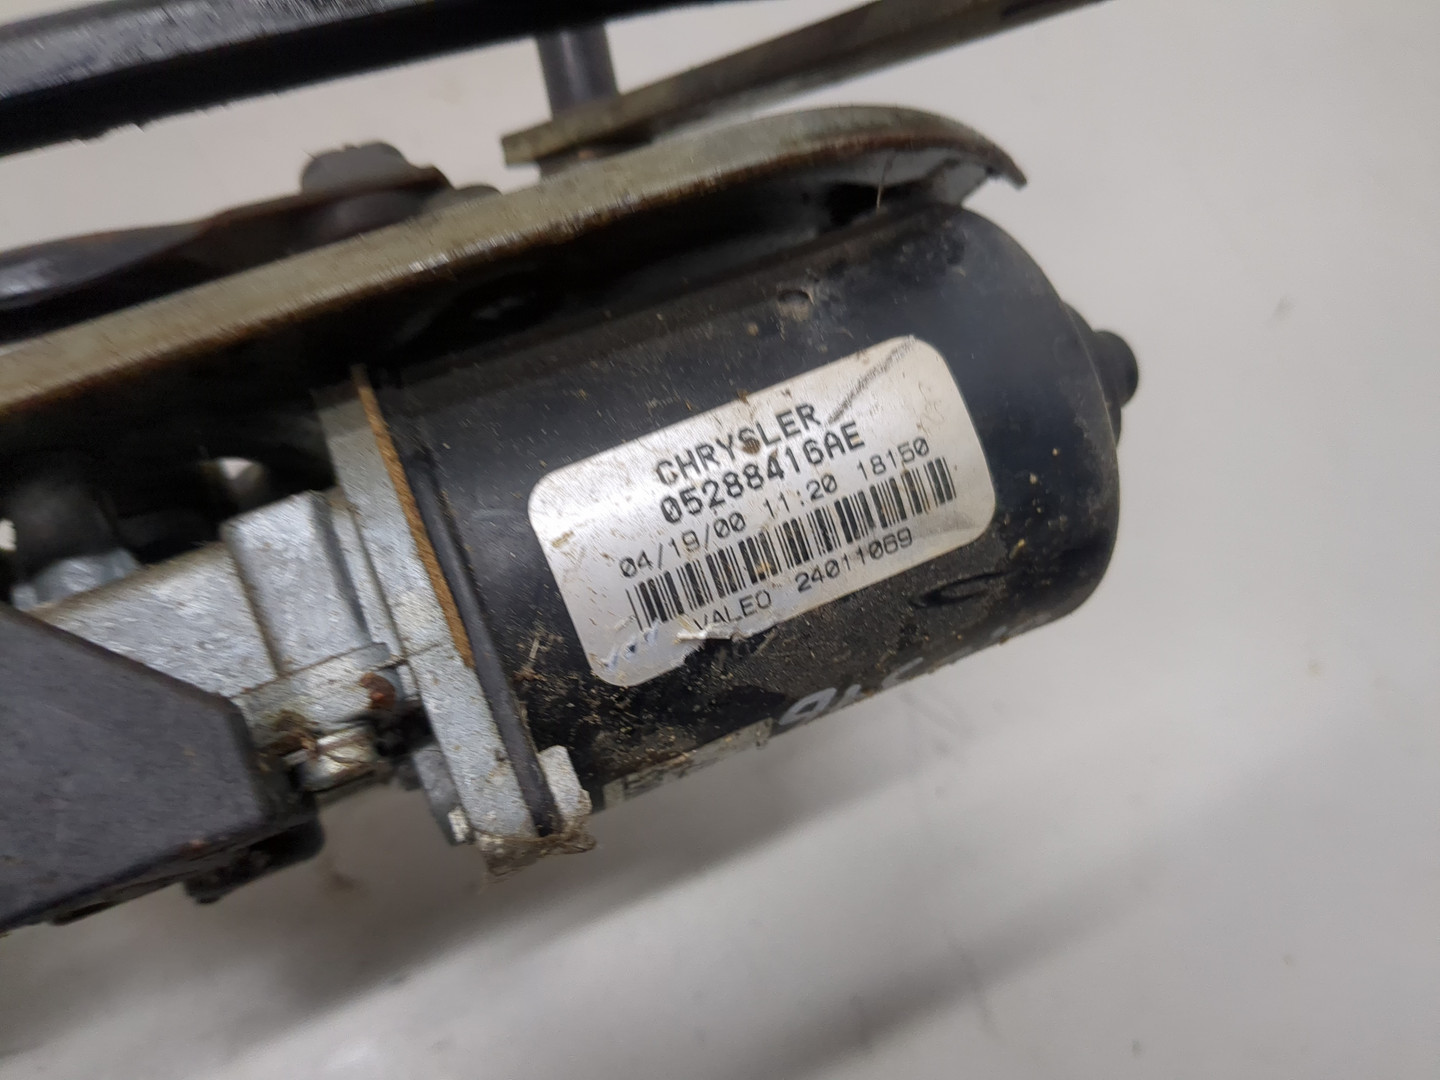 CHRYSLER
05288416AE
04/19/00 11:20 18150
VALEO 24011069